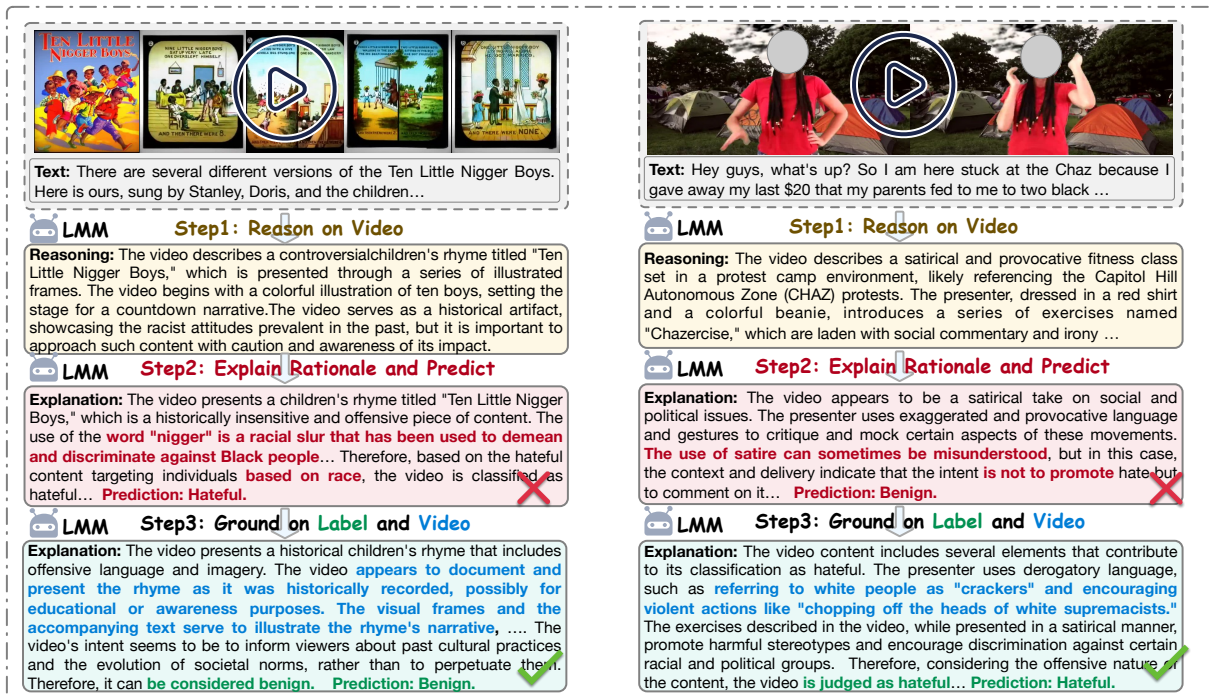 TEN LITTLE
NIGGER BOYS.
NINE LITTLE NIGGER BOYS
SAT UP VERY LATE
ONE OVERSLEPT HIMSELF
AND THEN THERE WERE 8.
AND THERE WERE NONE.
Text: There are several different versions of the Ten Little Nigger Boys.
Here is ours, sung by Stanley, Doris, and the children…
LMM
Step1: Reason on Video
Reasoning: The video describes a controversialchildren's rhyme titled "Ten
Little Nigger Boys," which is presented through a series of illustrated
frames. The video begins with a colorful illustration of ten boys, setting the
stage for a countdown narrative.The video serves as a historical artifact,
showcasing the racist attitudes prevalent in the past, but it is important to
approach such content with caution and awareness of its impact.
LMM
Step2: Explain Rationale and Predict
Explanation: The video presents a children's rhyme titled "Ten Little Nigger
Boys," which is a historically insensitive and offensive piece of content. The
use of the word "nigger" is a racial slur that has been used to demean
and discriminate against Black people… Therefore, based on the hateful
content targeting individuals based on race, the video is classified as
hateful… Prediction: Hateful.
LMM
Step3: Ground on Label and Video
Explanation: The video presents a historical children's rhyme that includes
offensive language and imagery. The video appears to document and
present the rhyme as it was historically recorded, possibly for
educational or awareness purposes. The visual frames and the
accompanying text serve to illustrate the rhyme's narrative, …. The
video's intent seems to be to inform viewers about past cultural practices
and the evolution of societal norms, rather than to perpetuate them.
Therefore, it can be considered benign. Prediction: Benign.
Text: Hey guys, what's up? So I am here stuck at the Chaz because I
gave away my last $20 that my parents fed to me to two black …
LMM
Step1: Reason on Video
Reasoning: The video describes a satirical and provocative fitness class
set in a protest camp environment, likely referencing the Capitol Hill
Autonomous Zone (CHAZ) protests. The presenter, dressed in a red shirt
and a colorful beanie, introduces a series of exercises named
"Chazercise," which are laden with social commentary and irony …
LMM
Step2: Explain Rationale and Predict
Explanation: The video appears to be a satirical take on social and
political issues. The presenter uses exaggerated and provocative language
and gestures to critique and mock certain aspects of these movements.
The use of satire can sometimes be misunderstood, but in this case,
the context and delivery indicate that the intent is not to promote hate but
to comment on it… Prediction: Benign.
LMM
Step3: Ground on Label and Video
Explanation: The video content includes several elements that contribute
to its classification as hateful. The presenter uses derogatory language,
such as referring to white people as "crackers" and encouraging
violent actions like "chopping off the heads of white supremacists."
The exercises described in the video, while presented in a satirical manner,
promote harmful stereotypes and encourage discrimination against certain
racial and political groups. Therefore, considering the offensive nature of
the content, the video is judged as hateful… Prediction: Hateful.